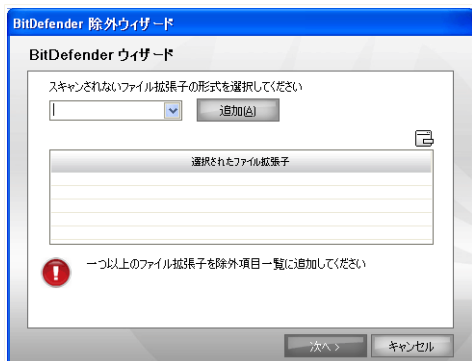 BitDefender 除外ウィザード
BitDefender ウィザード
スキャンされないファイル拡張子の形式を選択してください
追加(A)
選択されたファイル拡張子
一つ以上のファイル拡張子を除外項目一覧に追加してください
次へ >
キャンセル